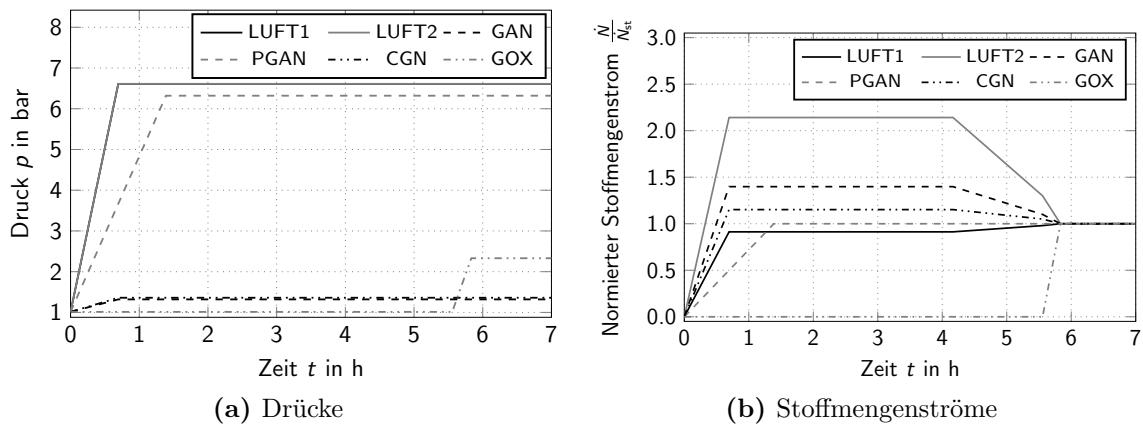 LUFT1 LUFT2 GAN
PGAN CGN GOX
Druck p in bar
8
7
6
5
4
3
2
1
0 1 2 3 4 5 6 7
Zeit t in h
(a) Drücke
LUFT1 LUFT2 GAN
PGAN CGN GOX
Normierter Stoffmengenstrom Ṅ/Ṅst
3.0
2.5
2.0
1.5
1.0
0.5
0.0
0 1 2 3 4 5 6 7
Zeit t in h
(b) Stoffmengenströme